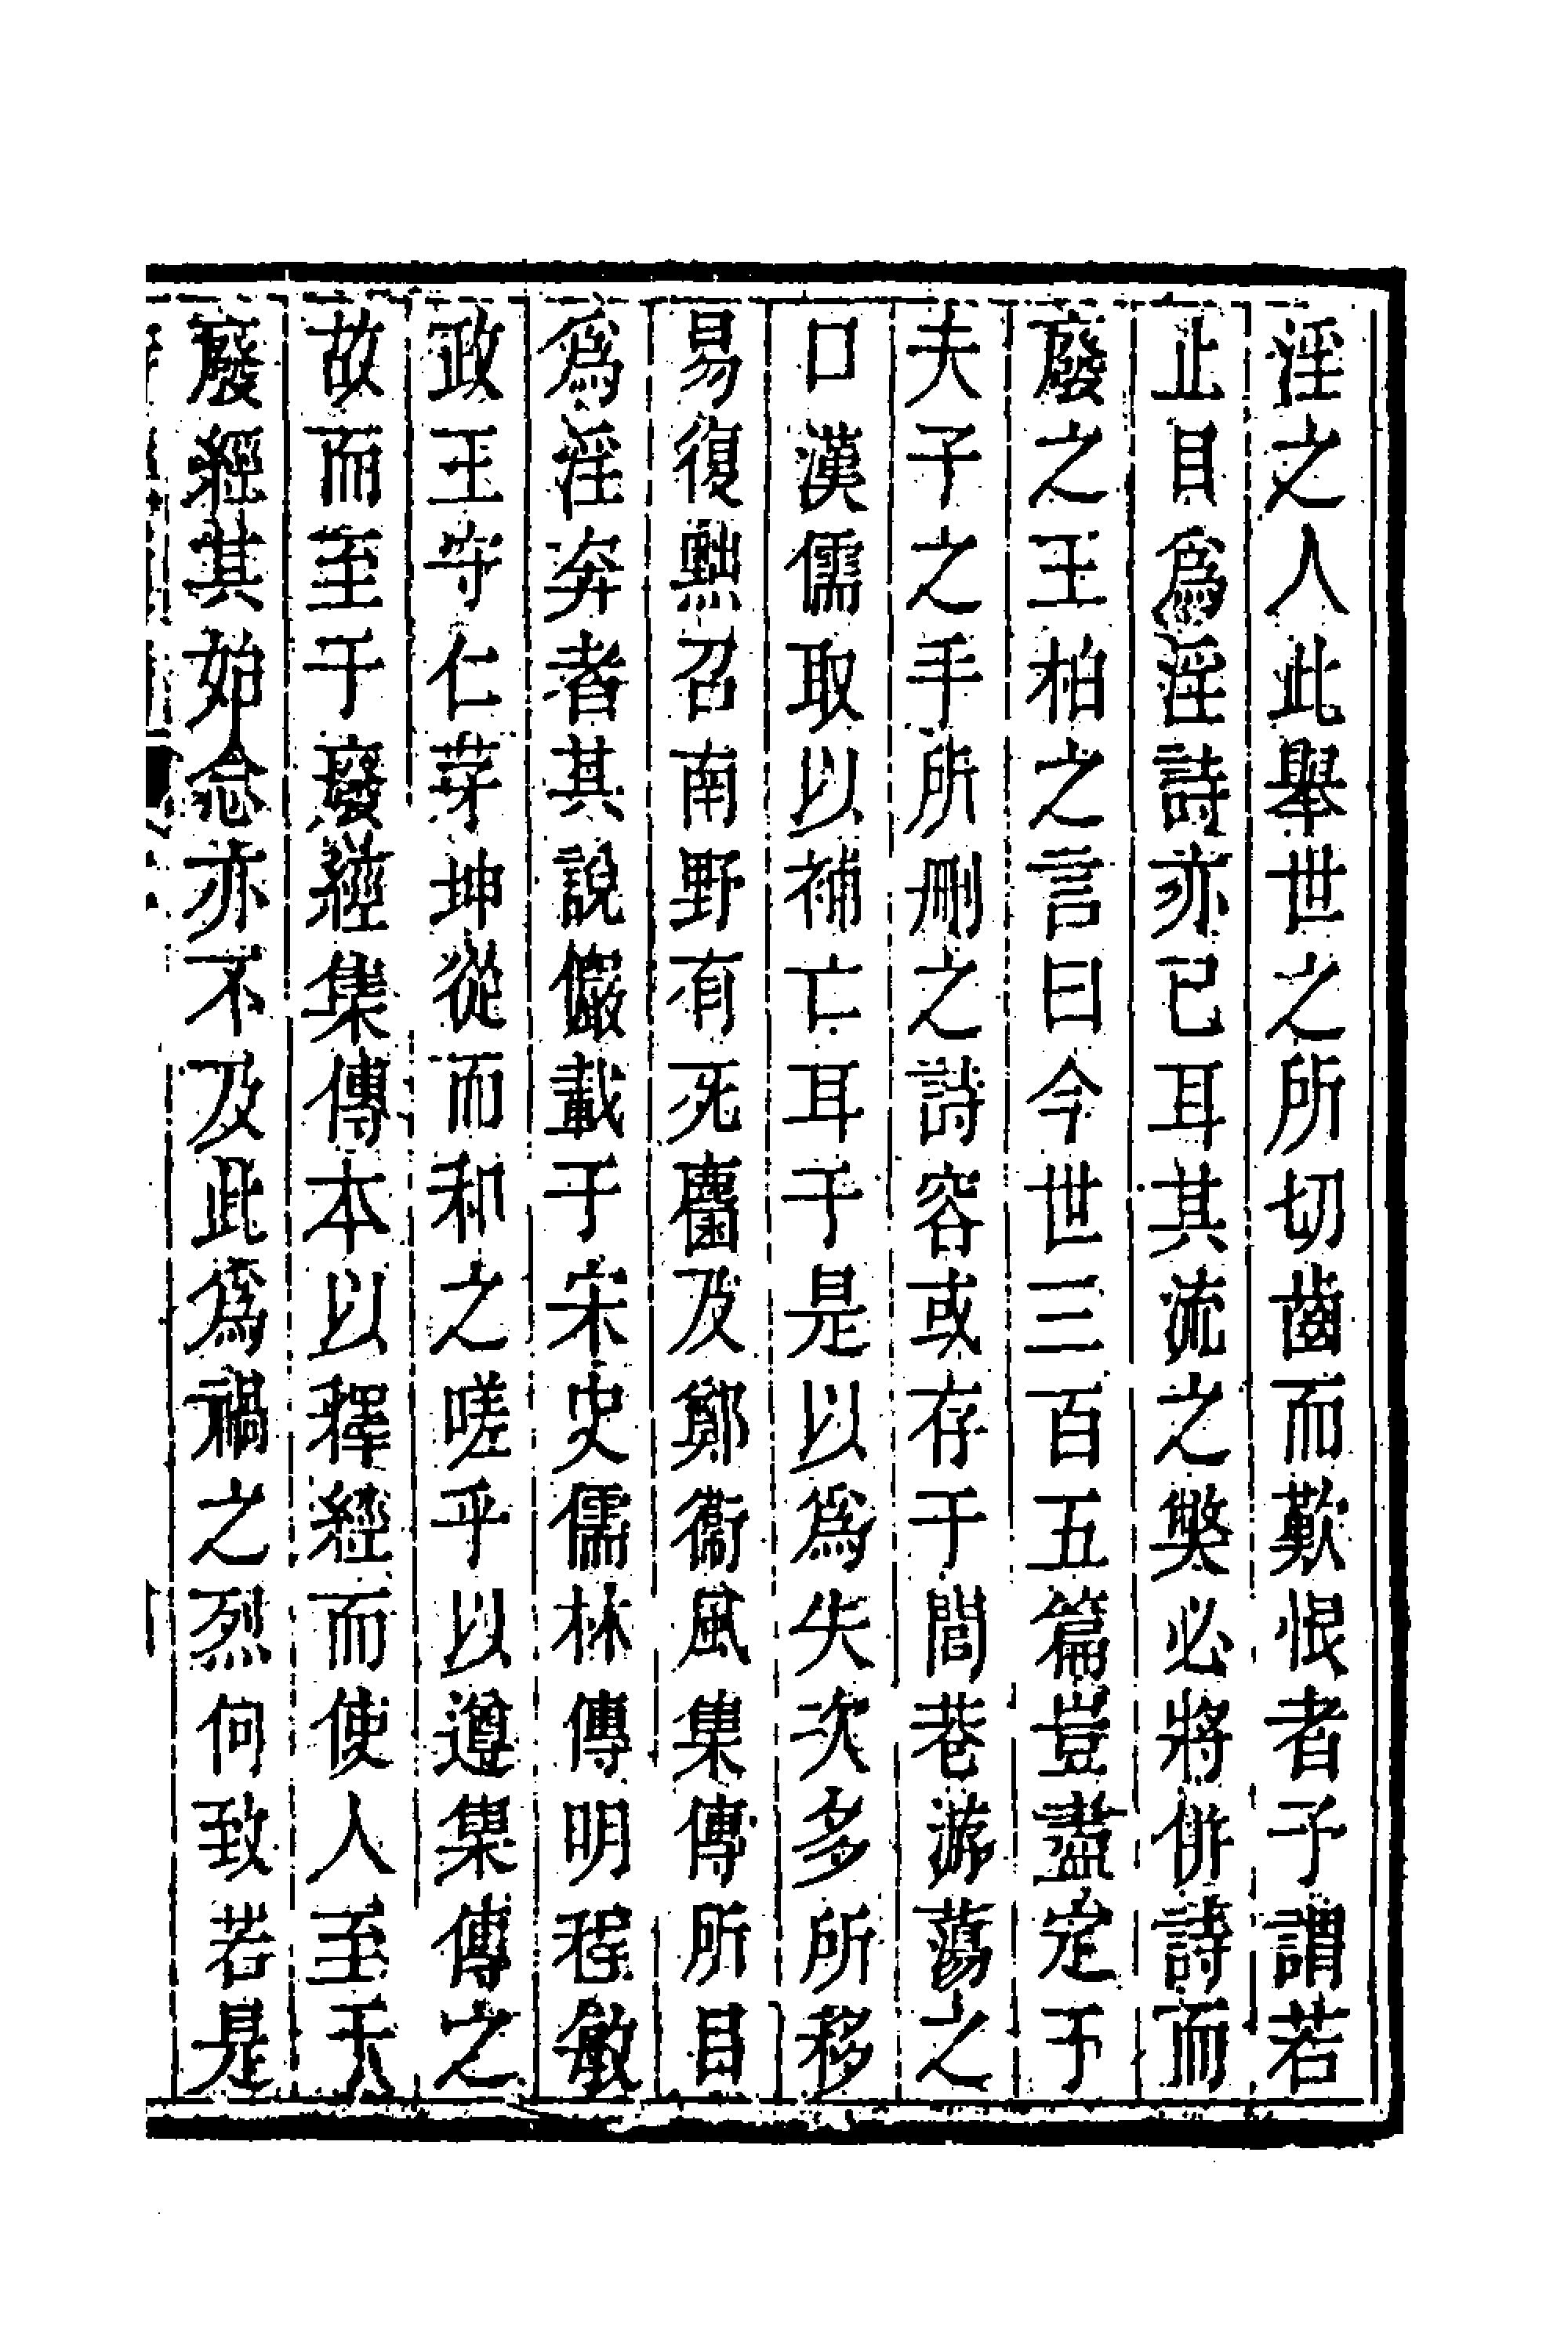 淫之人此舉世之所切齒而歎恨者予謂若
止目爲淫詩亦已耳其流之獘必將併詩而
廢之王柏之言曰今世三百五篇豈盡定于
夫子之手所刪之詩容或存于閭巷游蕩之
口漢儒取以補亡耳于是以爲失次多所移
易復黜召南野有死麕及鄭衞風集傳所目
爲淫奔者其說儼載于宋史儒林傳明程敏
政王守仁茅坤從而和之嗟乎以遵集傳之
故而至于廢經集傳本以釋經而使人至于
廢經其始念亦不及此爲禍之烈何致若是